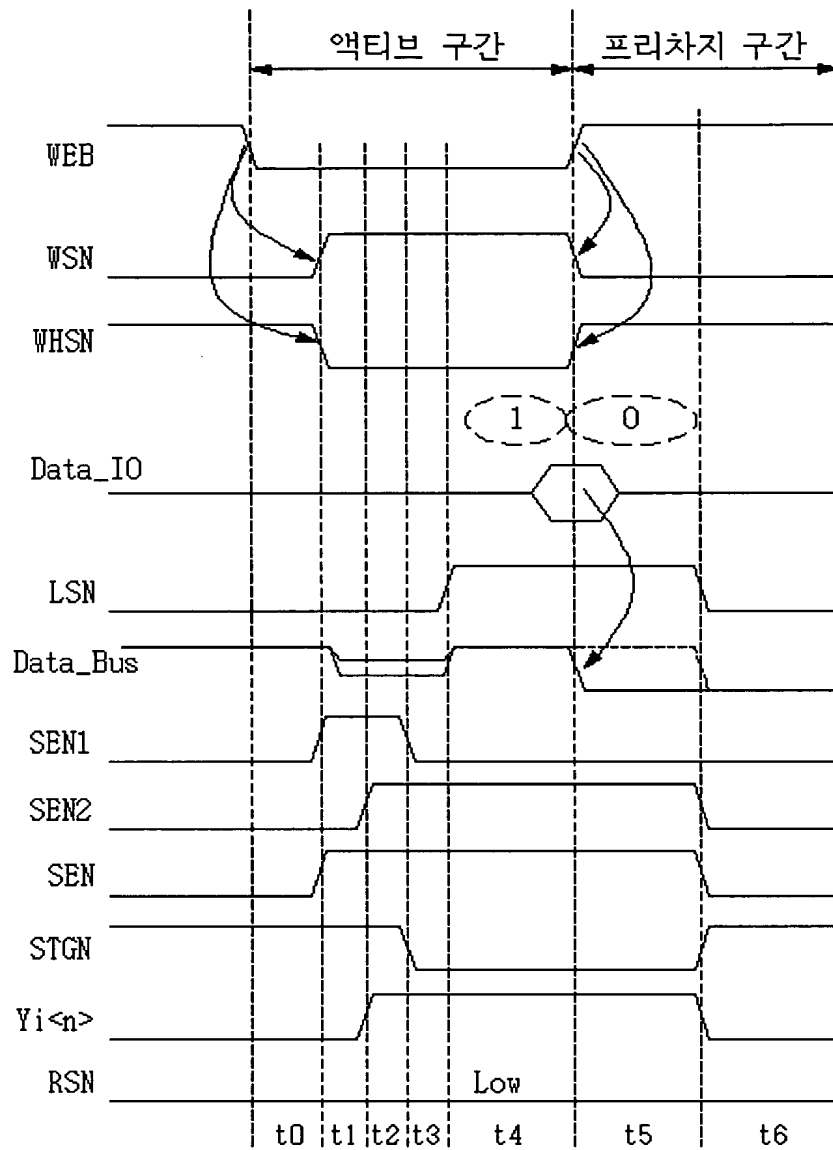 액티브 구간 프리차지 구간
WEB
WSN
WHSN
1 0
Data_IO
LSN
Data_Bus
SEN1
SEN2
SEN
STGN
Yi<n>
RSN Low
t0 t1 t2 t3 t4 t5 t6